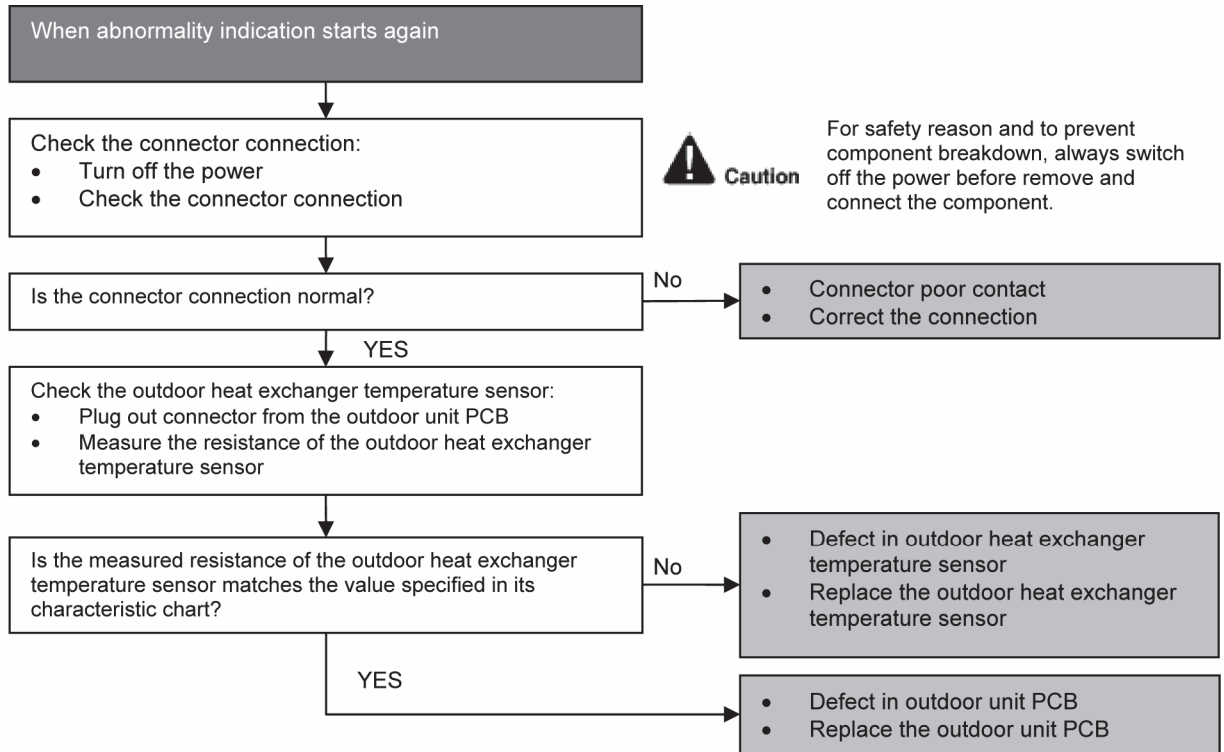 When abnormality indication starts again
Check the connector connection:
• Turn off the power
• Check the connector connection
Caution
For safety reason and to prevent
component breakdown, always switch
off the power before remove and
connect the component.
Is the connector connection normal?
No
• Connector poor contact
• Correct the connection
YES
Check the outdoor heat exchanger temperature sensor:
• Plug out connector from the outdoor unit PCB
• Measure the resistance of the outdoor heat exchanger
temperature sensor
Is the measured resistance of the outdoor heat exchanger
temperature sensor matches the value specified in its
characteristic chart?
No
• Defect in outdoor heat exchanger
temperature sensor
• Replace the outdoor heat exchanger
temperature sensor
YES
• Defect in outdoor unit PCB
• Replace the outdoor unit PCB